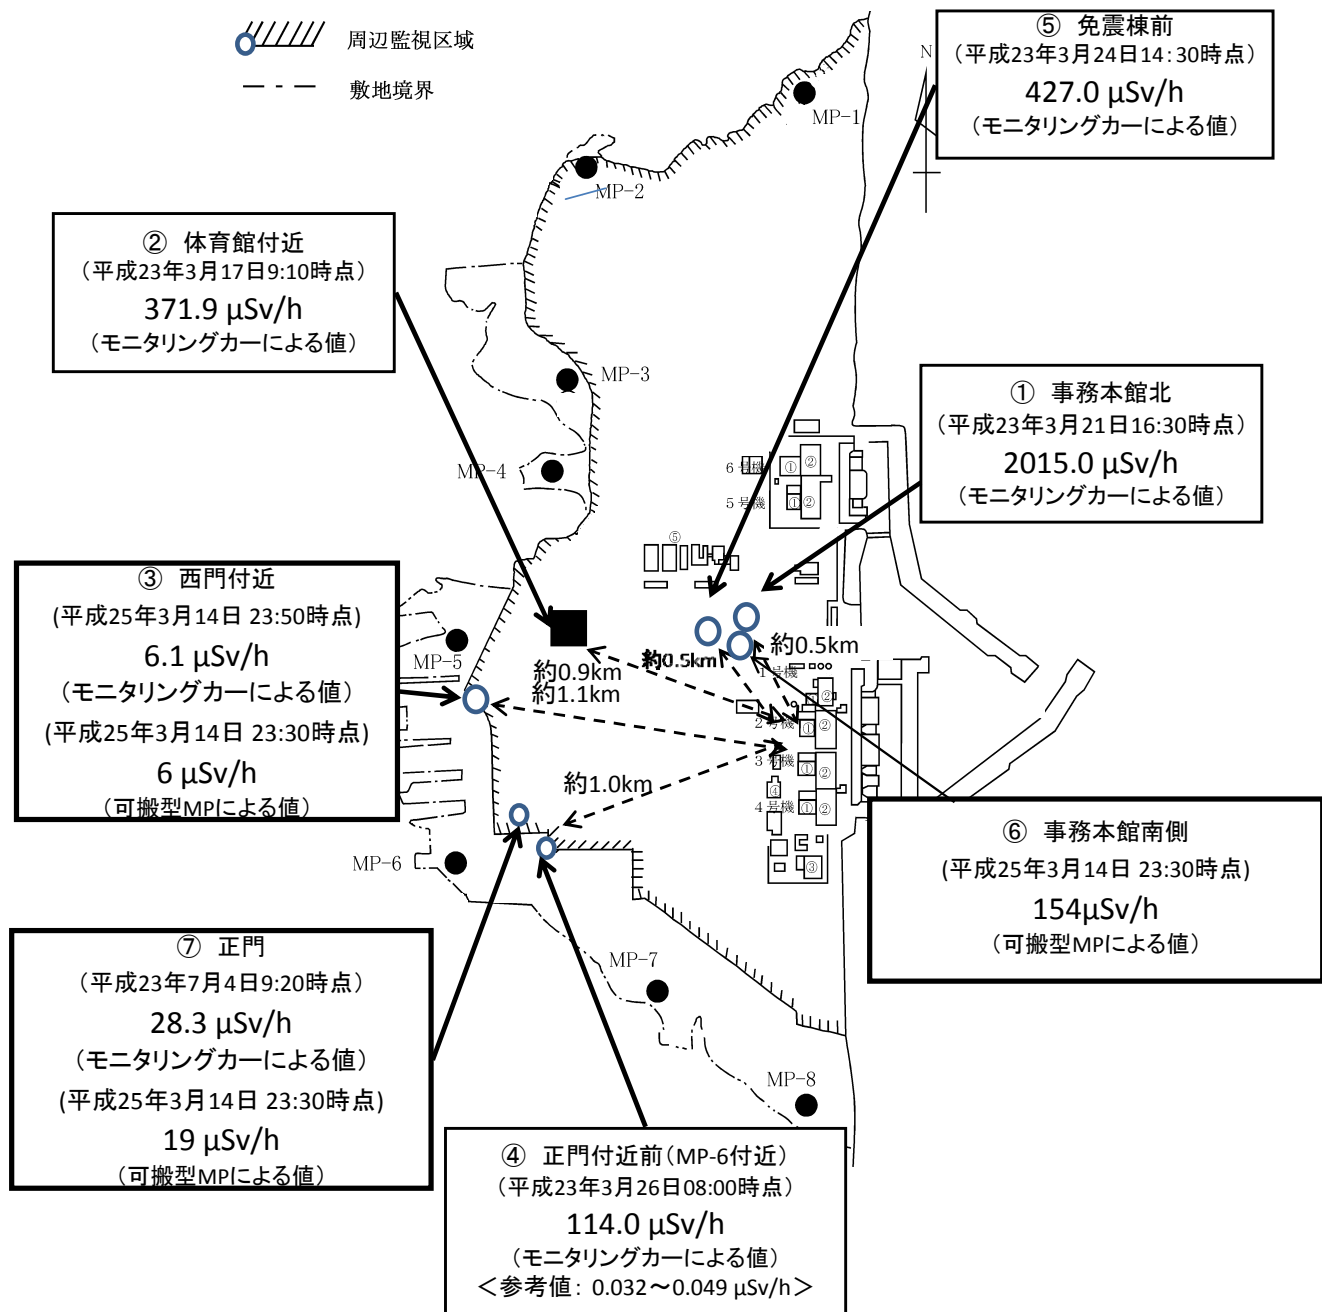 周辺監視区域
敷地境界
⑤ 免震棟前
(平成23年3月24日14:30時点)
427.0 μSv/h
(モニタリングカーによる値)
N
MP-1
MP-2
② 体育館付近
(平成23年3月17日9:10時点)
371.9 μSv/h
(モニタリングカーによる値)
MP-3
① 事務本館北
(平成23年3月21日16:30時点)
2015.0 μSv/h
(モニタリングカーによる値)
MP-4
6号機
① ②
5号機
① ②
⑤
③ 西門付近
(平成25年3月14日 23:50時点)
6.1 μSv/h
(モニタリングカーによる値)
(平成25年3月14日 23:30時点)
6 μSv/h
(可搬型MPによる値)
MP-5
約0.9km
約1.1km
約0.5km
約0.5km
1号機
②
2号機
① ②
3号機
① ②
約1.0km
④
4号機
① ②
③
MP-6
⑥ 事務本館南側
(平成25年3月14日 23:30時点)
154μSv/h
(可搬型MPによる値)
⑦ 正門
(平成23年7月4日9:20時点)
28.3 μSv/h
(モニタリングカーによる値)
(平成25年3月14日 23:30時点)
19 μSv/h
(可搬型MPによる値)
MP-7
MP-8
④ 正門付近前(MP-6付近)
(平成23年3月26日08:00時点)
114.0 μSv/h
(モニタリングカーによる値)
<参考値: 0.032～0.049 μSv/h>